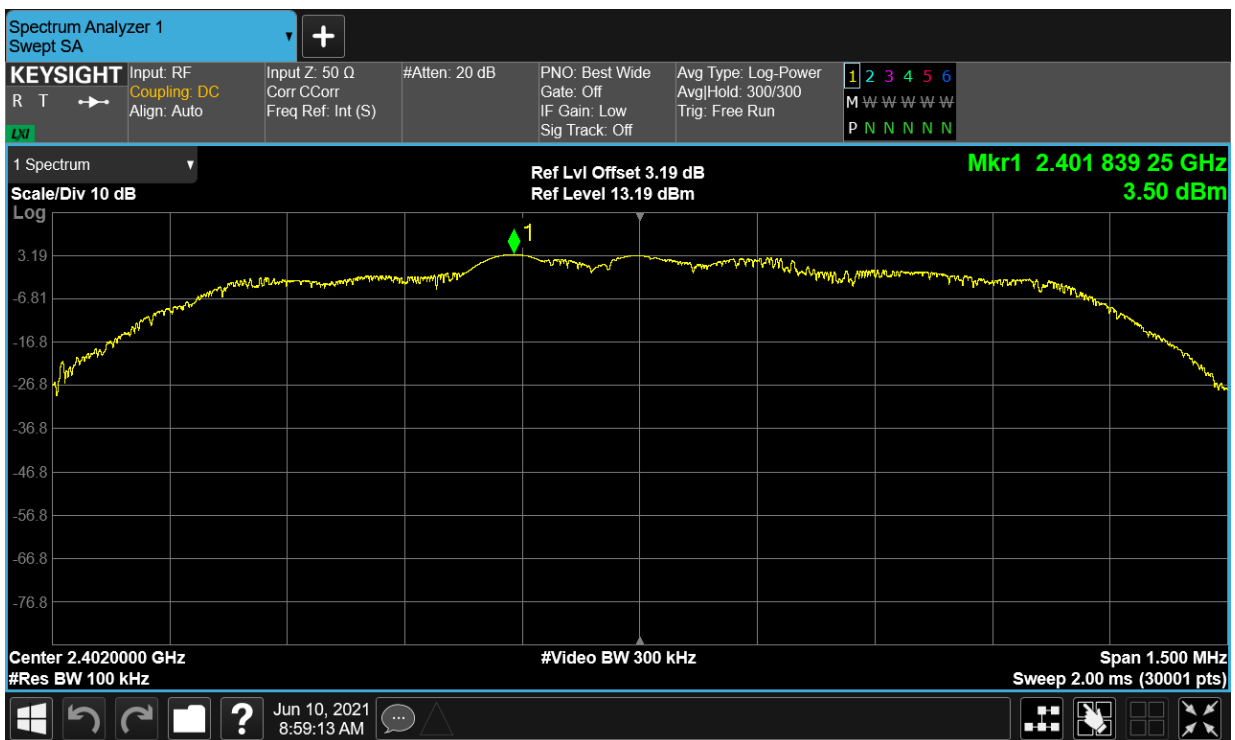 Spectrum Analyzer 1
Swept SA
+
KEYSIGHT
R T
LXI
Input: RF
Coupling: DC
Align: Auto
Input Z: 50 Ω
Corr CCorr
Freq Ref: Int (S)
#Atten: 20 dB
PNO: Best Wide
Gate: Off
IF Gain: Low
Sig Track: Off
Avg Type: Log-Power
Avg|Hold: 300/300
Trig: Free Run
1 2 3 4 5 6
M W W W W W
P N N N N N
1 Spectrum
Scale/Div 10 dB
Ref Lvl Offset 3.19 dB
Ref Level 13.19 dBm
Mkr1 2.401 839 25 GHz
3.50 dBm
Log
1
3.19
-6.81
-16.8
-26.8
-36.8
-46.8
-56.8
-66.8
-76.8
Center 2.4020000 GHz
#Res BW 100 kHz
#Video BW 300 kHz
Span 1.500 MHz
Sweep 2.00 ms (30001 pts)
?
Jun 10, 2021
8:59:13 AM